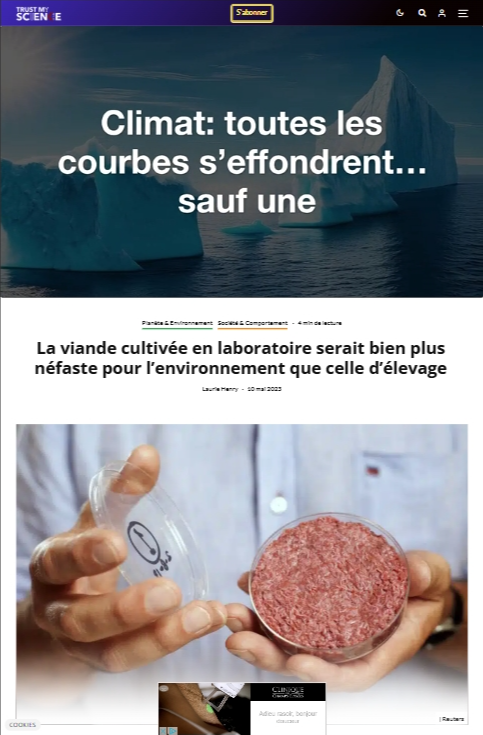 TRUST MY
SCIENCE
S'abonner
Climat: toutes les
courbes s’effondrent…
sauf une
Planète & Environnement Société & Comportement - 4 min de lecture
La viande cultivée en laboratoire serait bien plus
néfaste pour l’environnement que celle d’élevage
Laurie Henry - 10 mai 2023
CLINIQUE
Adieu rasoir, bonjour
| Reuters
COOKIES